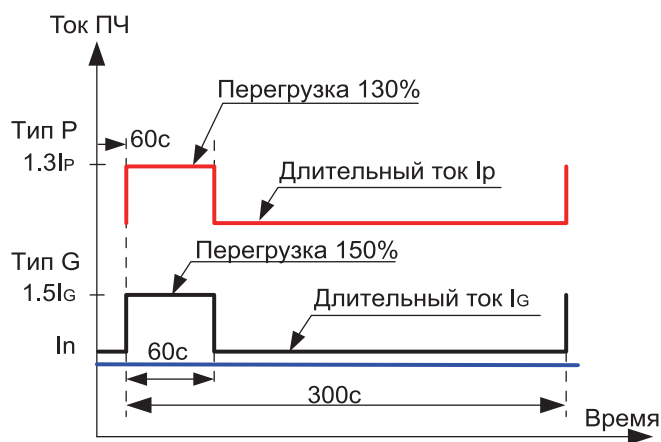 Ток ПЧ
Перегрузка 130%
Тип P
60с
1.3IP
Длительный ток Ip
Перегрузка 150%
Тип G
1.5IG
Длительный ток IG
In
60с
300с
Время